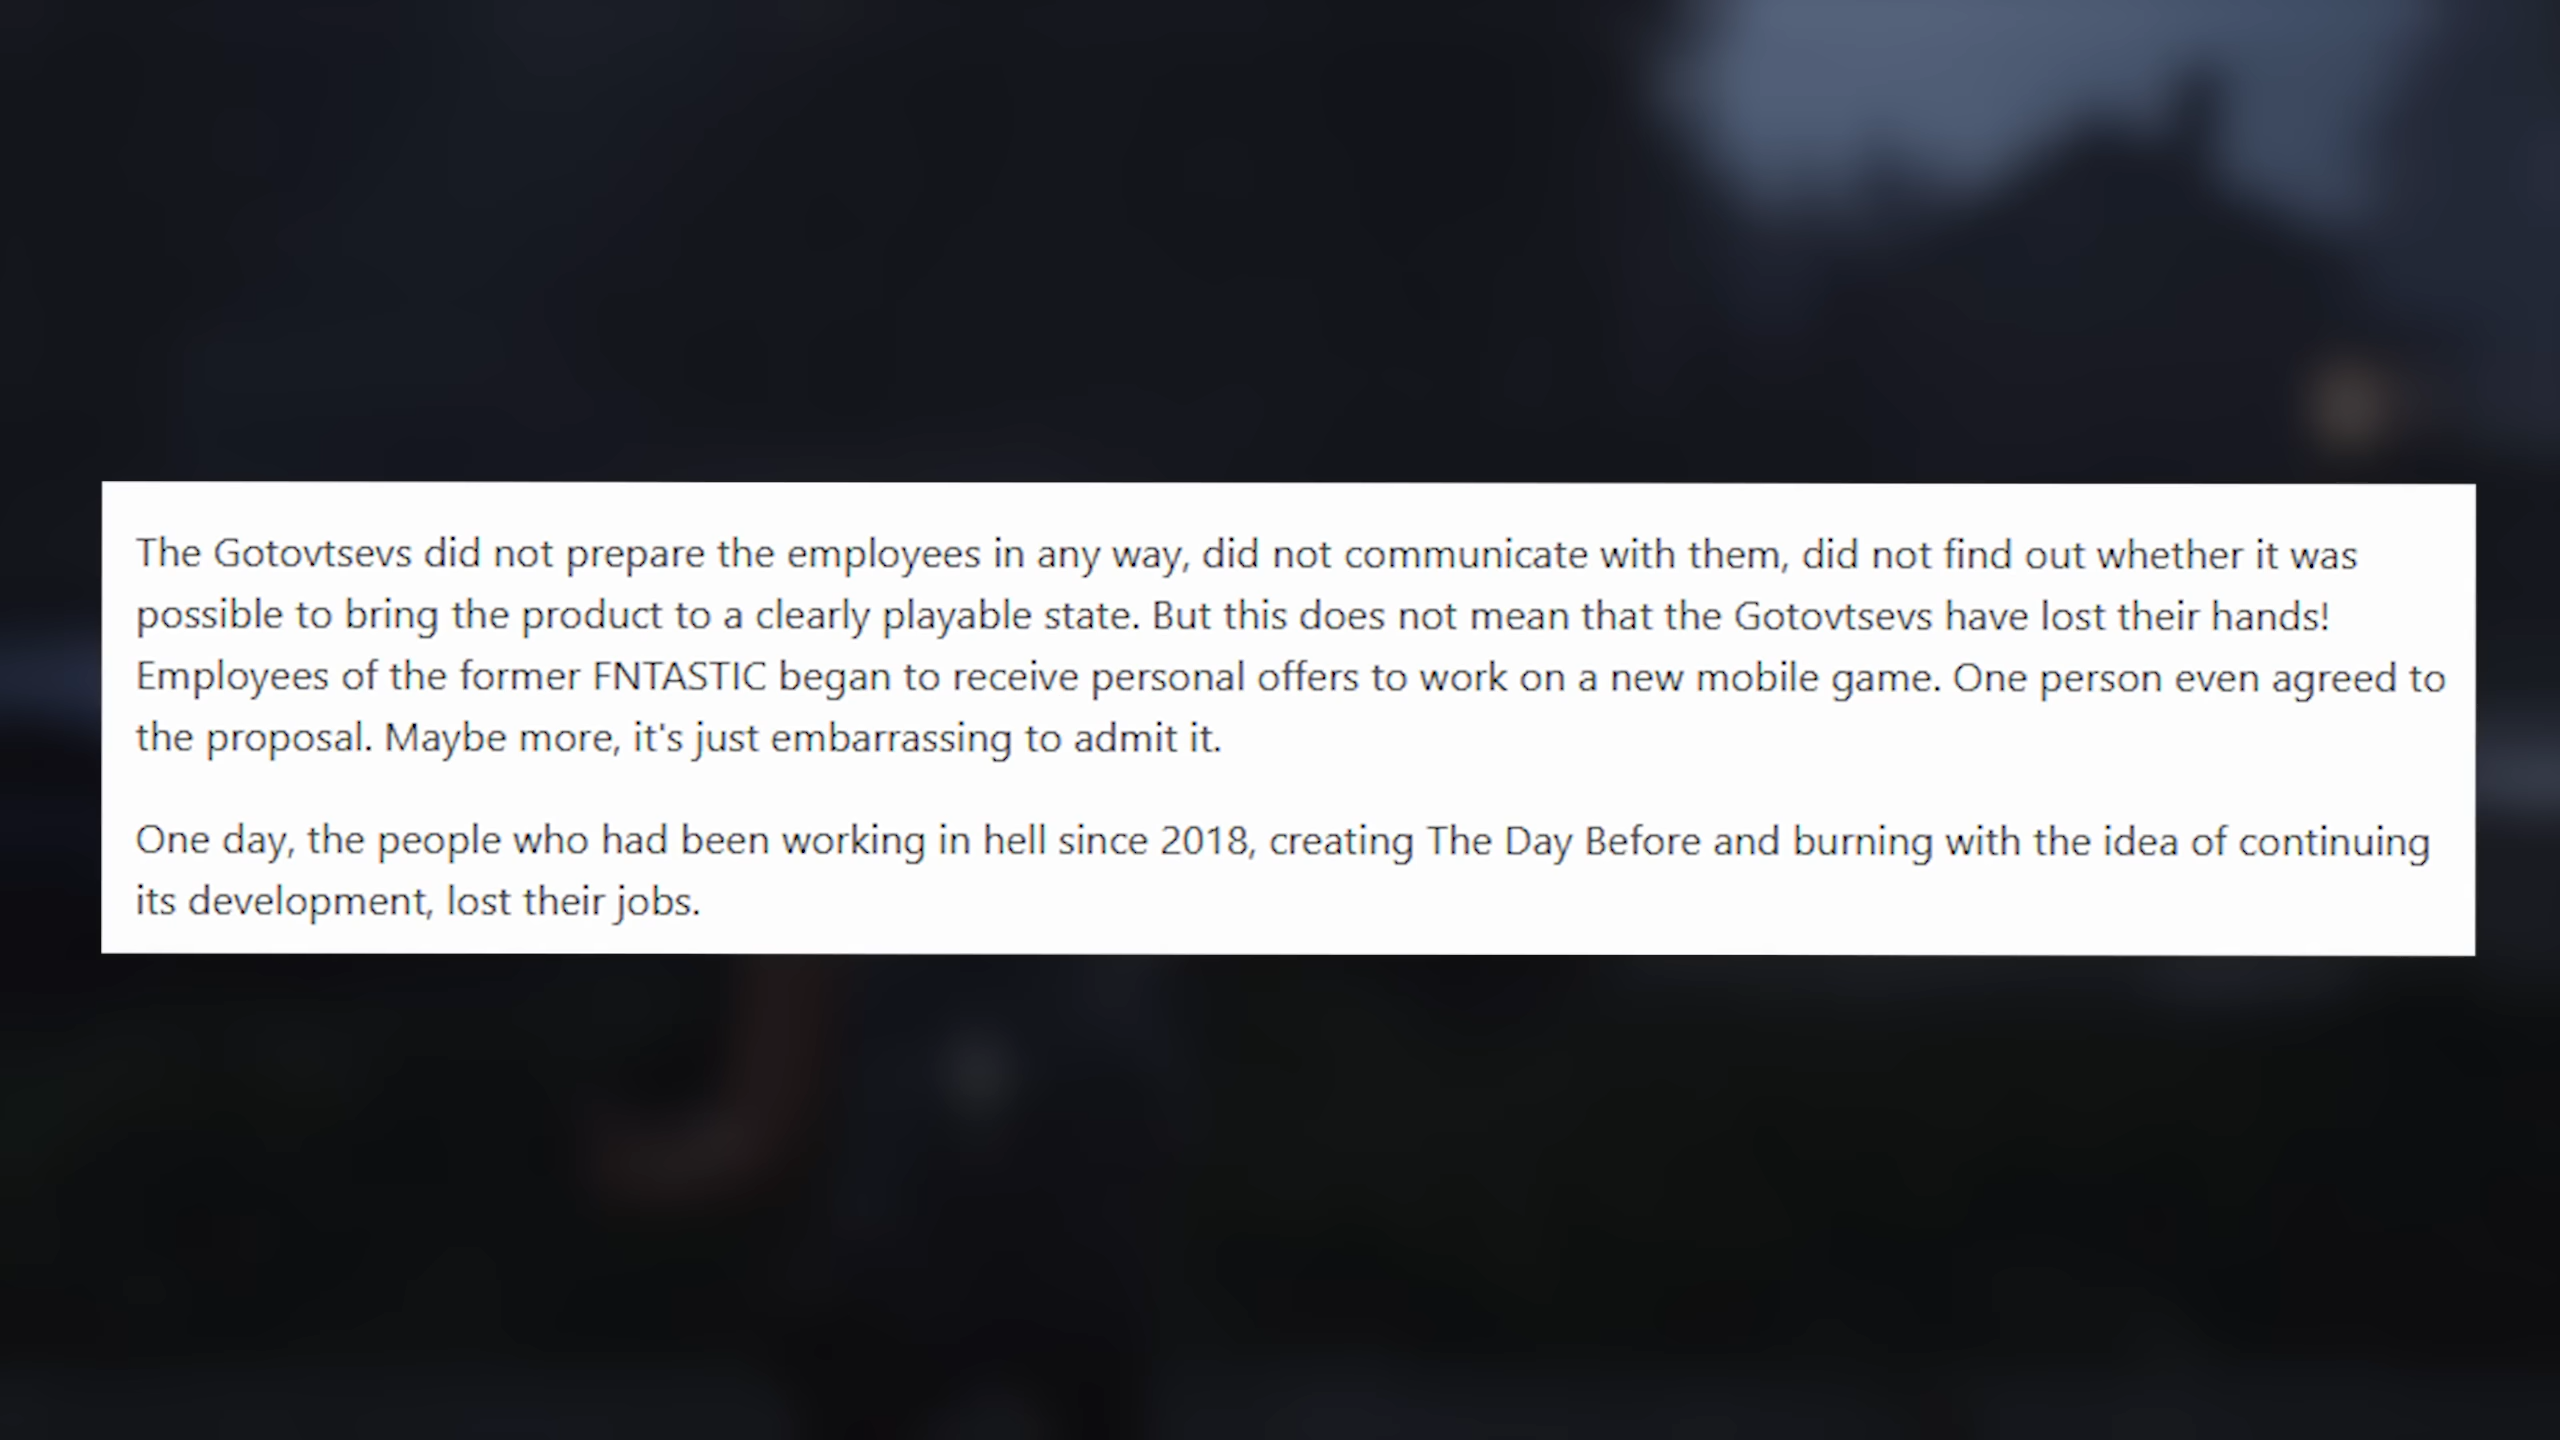 The Gotovtsevs did not prepare the employees in any way, did not communicate with them, did not find out whether it was
possible to bring the product to a clearly playable state. But this does not mean that the Gotovtsevs have lost their hands!
Employees of the former FNTASTIC began to receive personal offers to work on a new mobile game. One person even agreed to
the proposal. Maybe more, it's just embarrassing to admit it.
One day, the people who had been working in hell since 2018, creating The Day Before and burning with the idea of continuing
its development, lost their jobs.